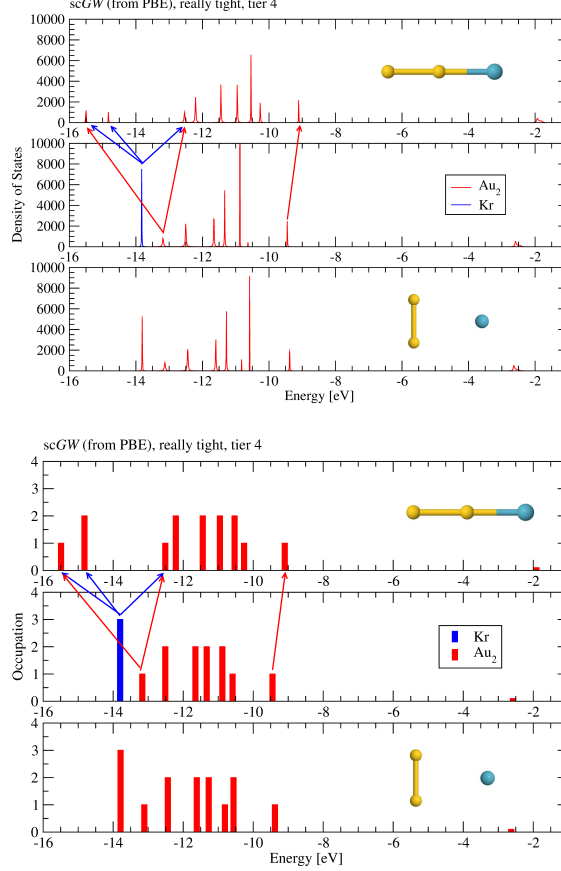 scGW (from PBE), really tight, tier 4
10000
8000
6000
4000
2000
0
-16 -14 -12 -10 -8 -6 -4 -2
10000
8000
6000
4000
2000
0
Density of States
Au2
Kr
-16 -14 -12 -10 -8 -6 -4 -2
10000
8000
6000
4000
2000
0
-16 -14 -12 -10 -8 -6 -4 -2
Energy [eV]
scGW (from PBE), really tight, tier 4
4
3
2
1
0
-16 -14 -12 -10 -8 -6 -4 -2
4
3
2
1
0
Occupation
Kr
Au2
-16 -14 -12 -10 -8 -6 -4 -2
4
3
2
1
0
-16 -14 -12 -10 -8 -6 -4 -2
Energy [eV]